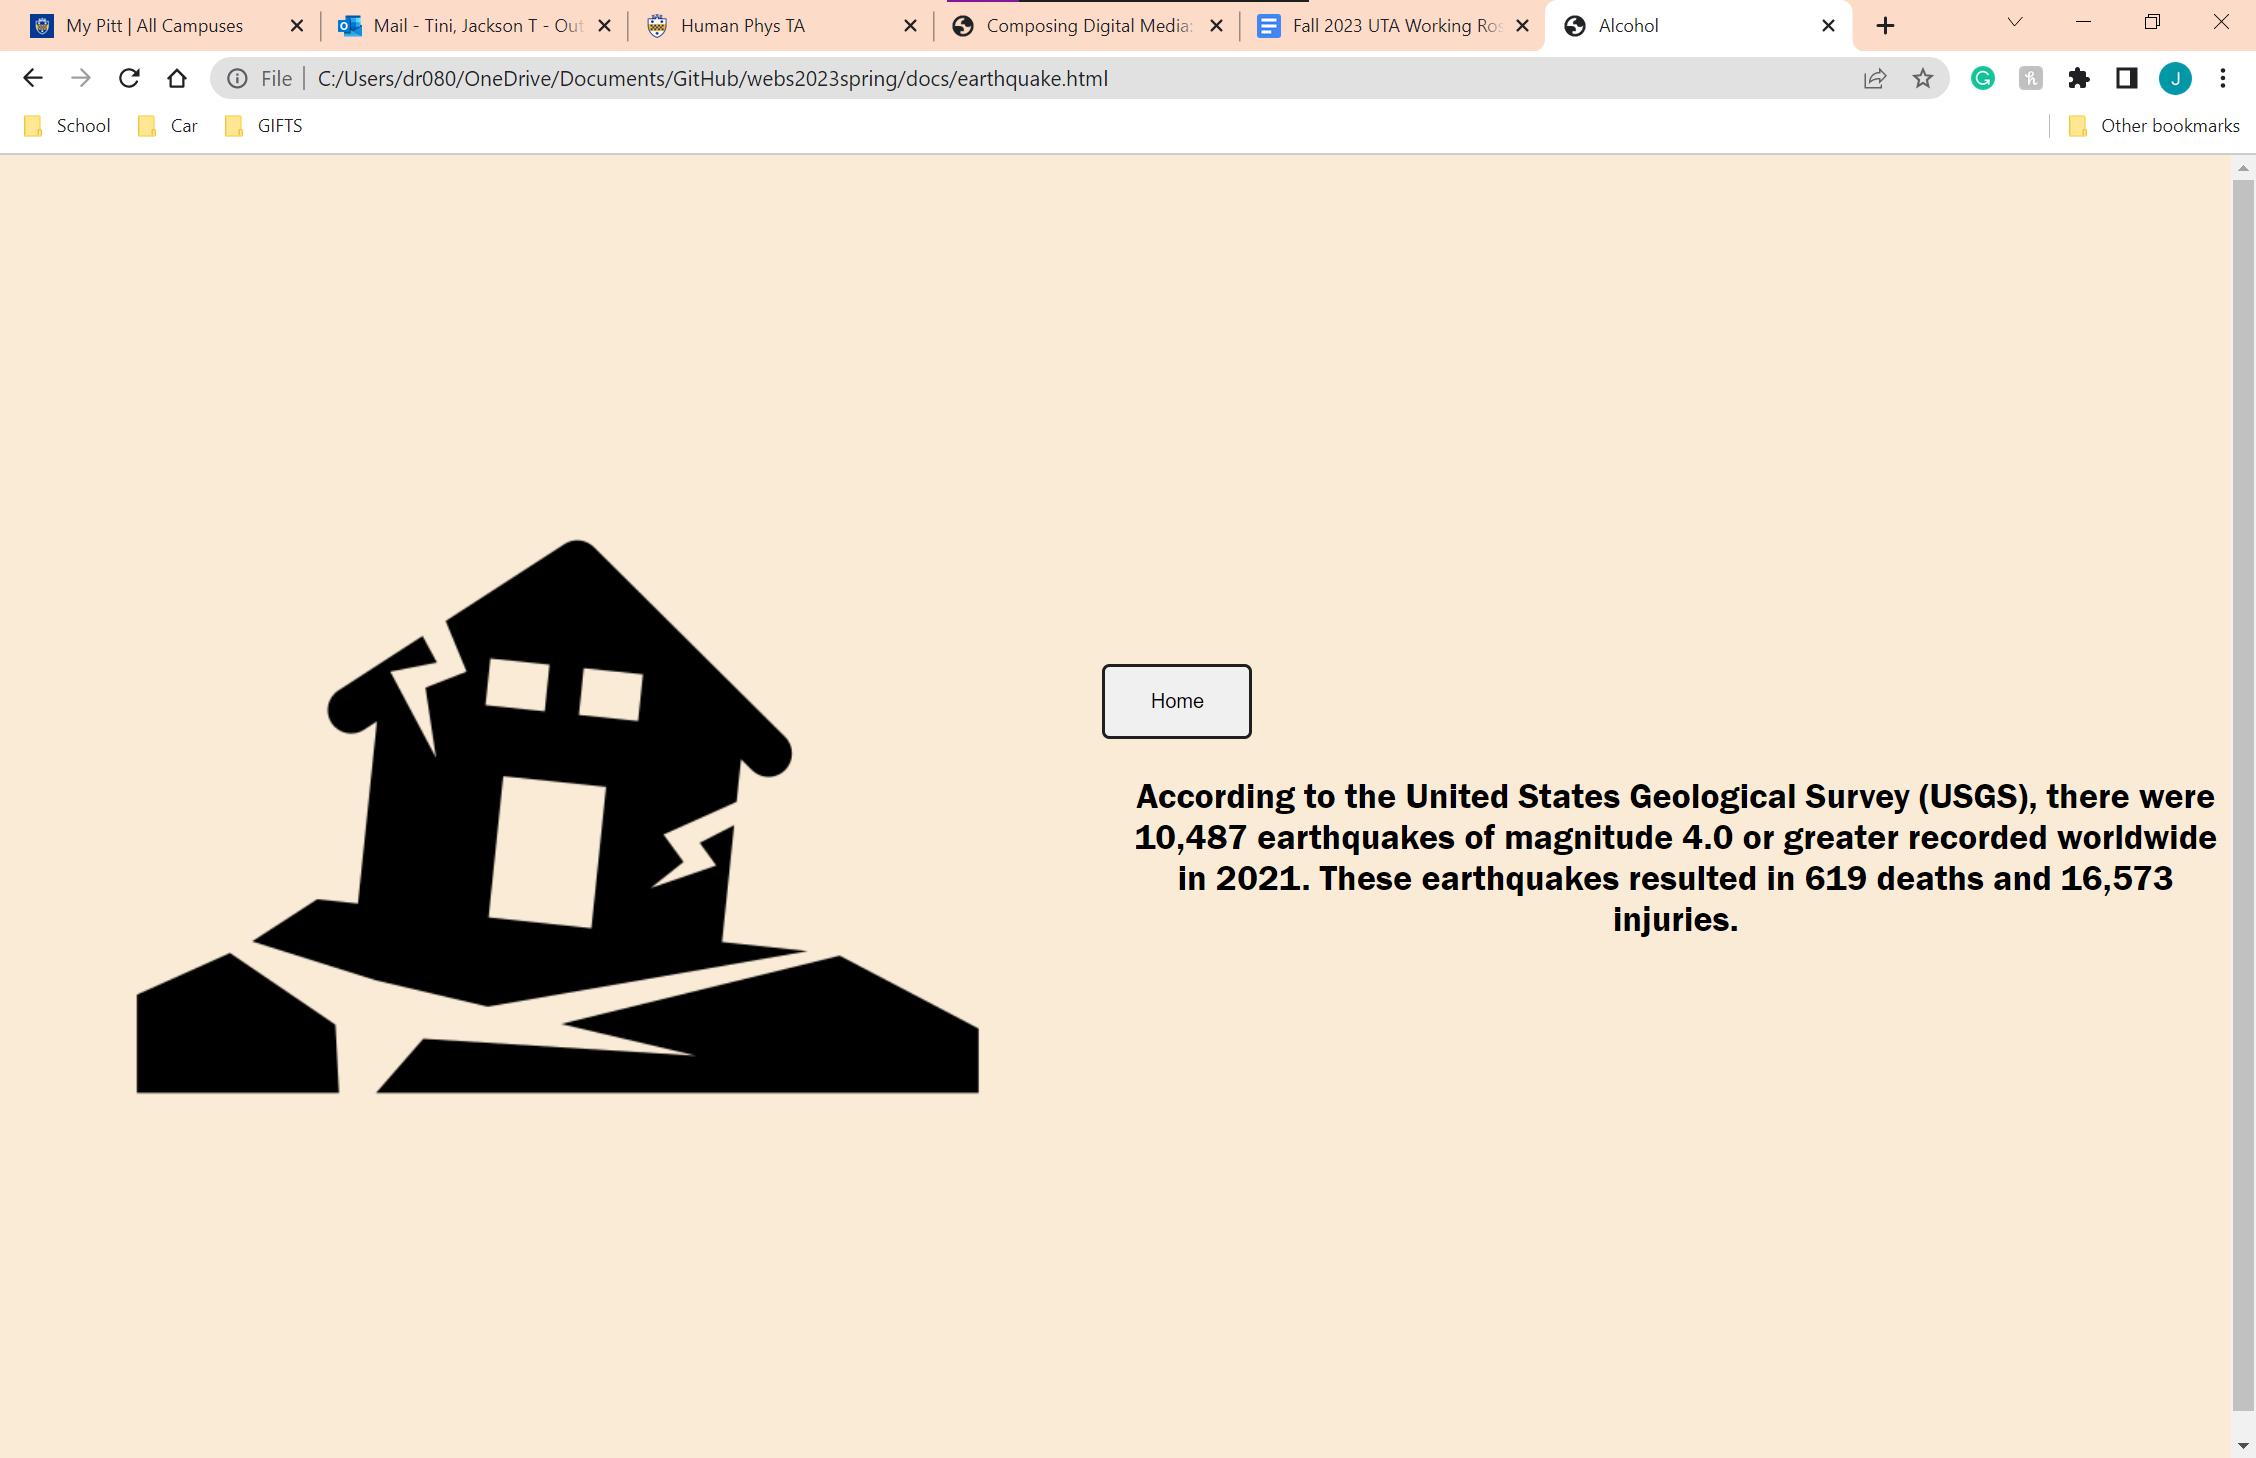 My Pitt | All Campuses
Mail - Tini, Jackson T - Out
Human Phys TA
Composing Digital Media:
Fall 2023 UTA Working Ros
Alcohol
File
C:/Users/dr080/OneDrive/Documents/GitHub/webs2023spring/docs/earthquake.html
J
School
Car
GIFTS
Other bookmarks
Home
According to the United States Geological Survey (USGS), there were
10,487 earthquakes of magnitude 4.0 or greater recorded worldwide
in 2021. These earthquakes resulted in 619 deaths and 16,573
injuries.